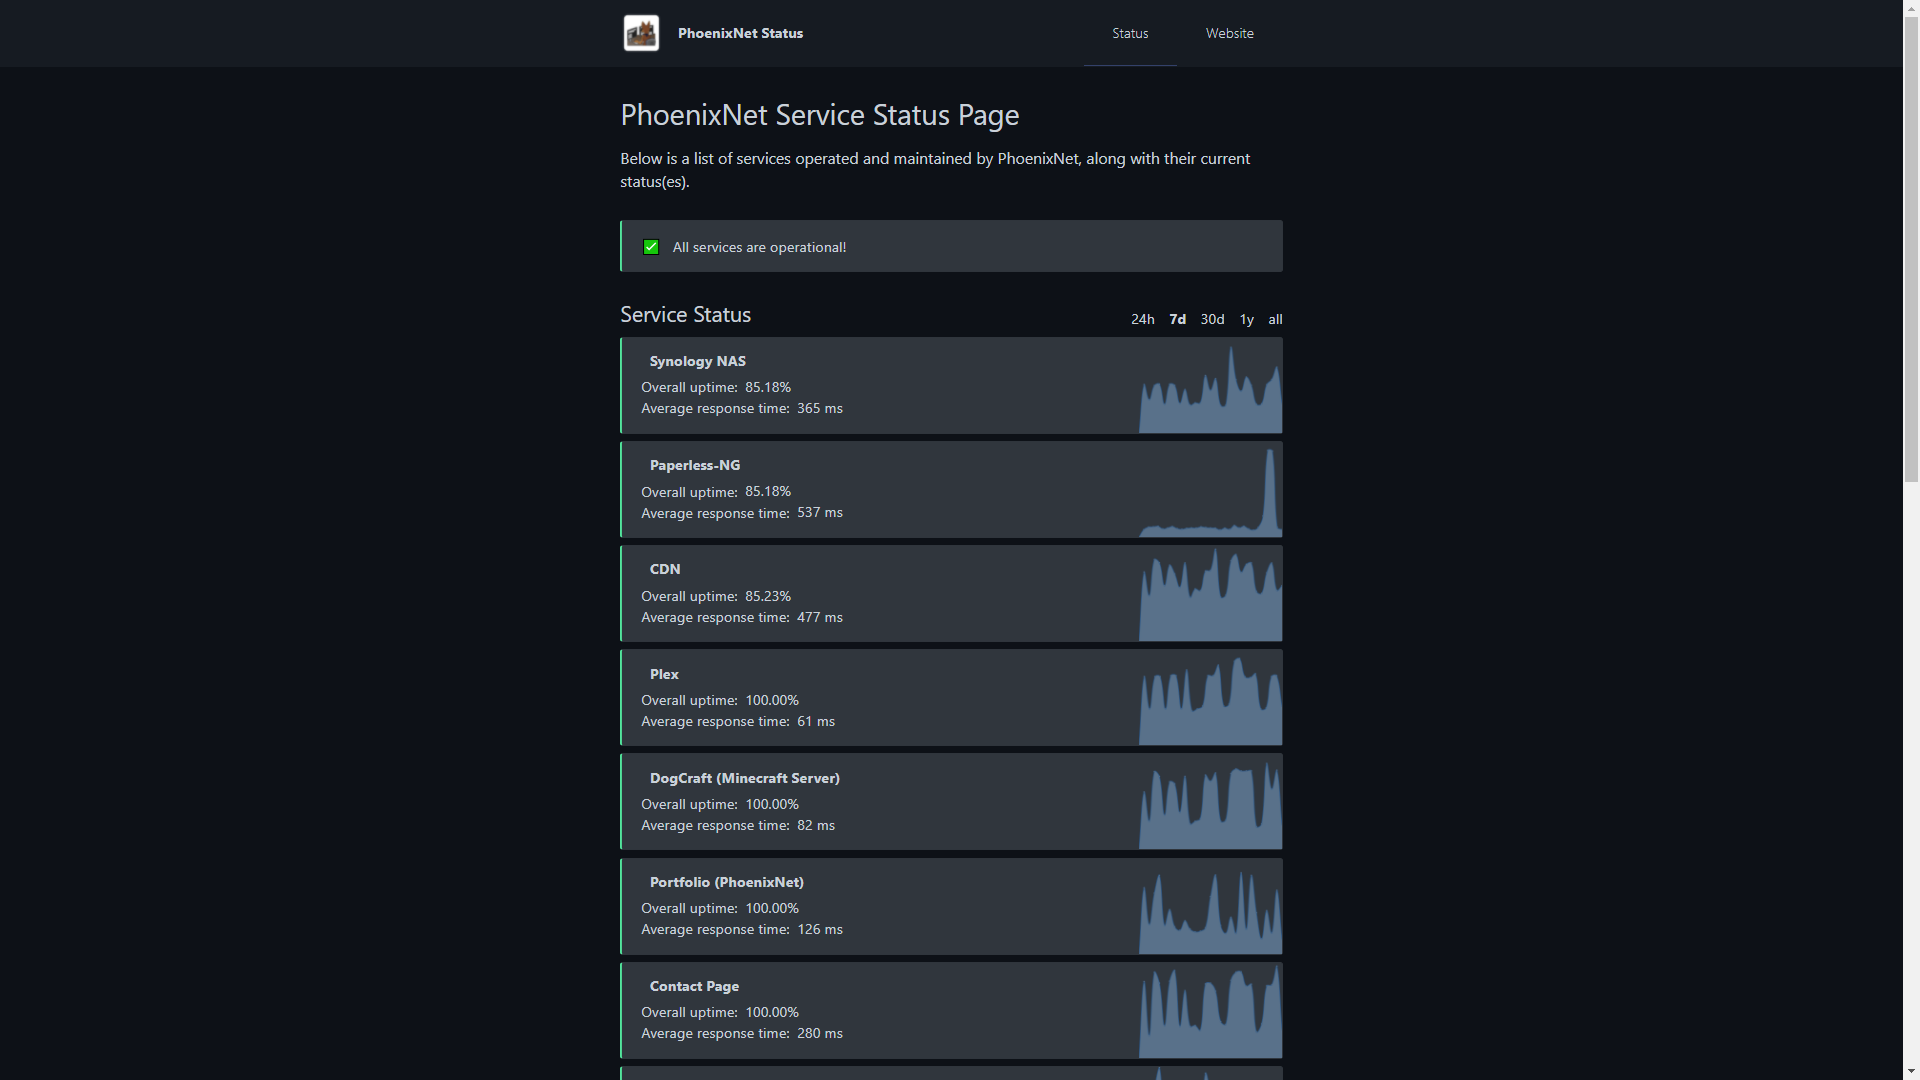 PhoenixNet Status
Status
Website
PhoenixNet Service Status Page
Below is a list of services operated and maintained by PhoenixNet, along with their current
status(es).
✅ All services are operational!
Service Status
24h 7d 30d 1y all
Synology NAS
Overall uptime: 85.18%
Average response time: 365 ms
Paperless-NG
Overall uptime: 85.18%
Average response time: 537 ms
CDN
Overall uptime: 85.23%
Average response time: 477 ms
Plex
Overall uptime: 100.00%
Average response time: 61 ms
DogCraft (Minecraft Server)
Overall uptime: 100.00%
Average response time: 82 ms
Portfolio (PhoenixNet)
Overall uptime: 100.00%
Average response time: 126 ms
Contact Page
Overall uptime: 100.00%
Average response time: 280 ms